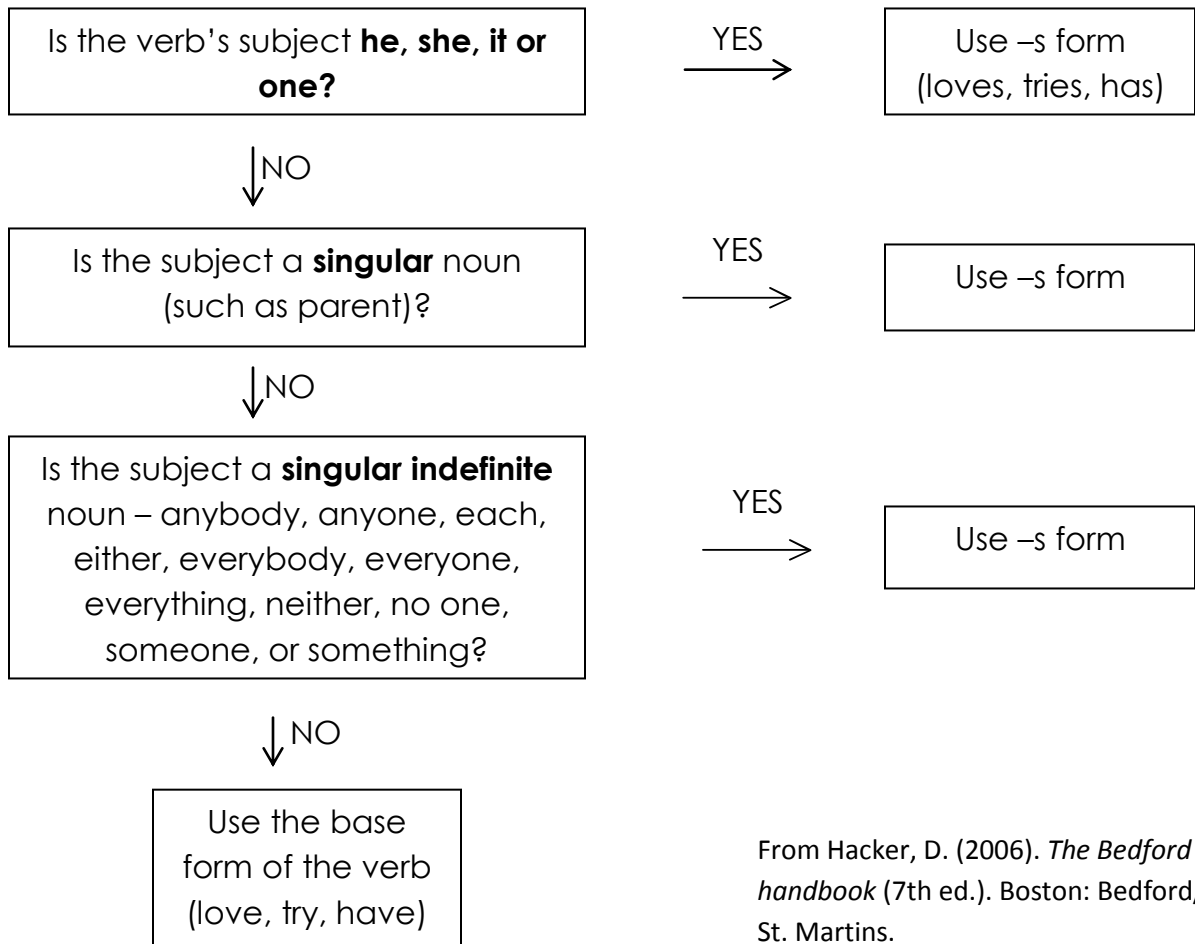 Is the verb’s subject he, she, it or
one?
YES
Use –s form
(loves, tries, has)
NO
Is the subject a singular noun
(such as parent)?
YES
Use –s form
NO
Is the subject a singular indefinite
noun – anybody, anyone, each,
either, everybody, everyone,
everything, neither, no one,
someone, or something?
YES
Use –s form
NO
Use the base
form of the verb
(love, try, have)
From Hacker, D. (2006). The Bedford
handbook (7th ed.). Boston: Bedford,
St. Martins.